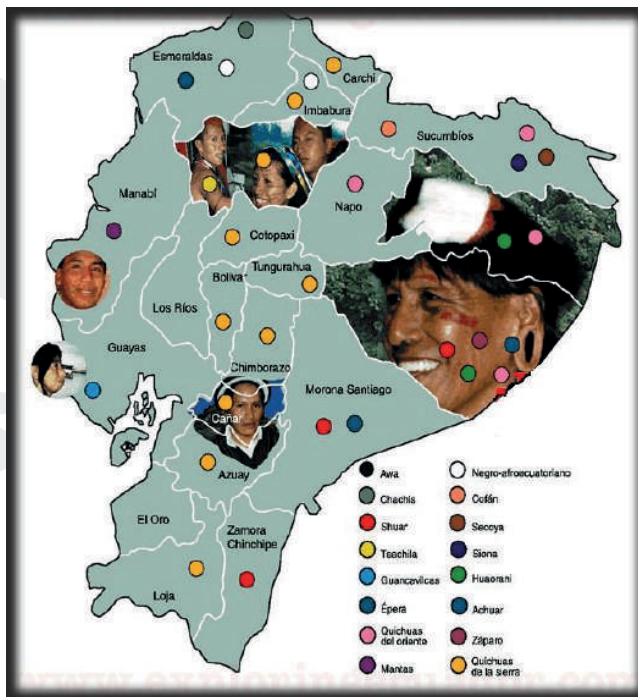 Esmeraldas
Carchi
Imbabura
Sucumbíos
Manabí
Napo
Cotopaxi
Tungurahua
Bolívar
Los Ríos
Guayas
Chimborazo
Morona Santiago
Cañar
Azuay
El Oro
Zamora
Chinchipe
Loja
Awa
Chachis
Shuar
Tsachila
Guancavilcas
Épera
Quichuas
del oriente
Mantas
Negro-afroecuatoriano
Cofán
Secoya
Siona
Huaorani
Achuar
Záparo
Quichuas
de la sierra